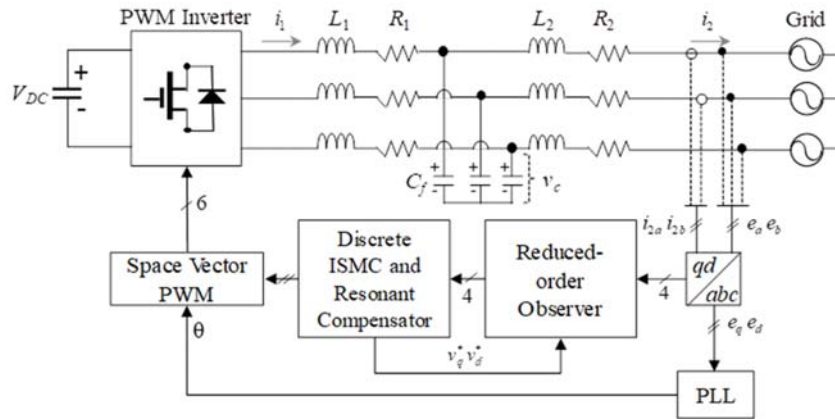 PWM Inverter
i1
L1
R1
L2
R2
i2
Grid
VDC
+
-
+
-
+
-
+
-
Cf
vc
6
i2a i2b
ea eb
Space Vector
PWM
Discrete
ISMC and
Resonant
Compensator
4
Reduced-
order
Observer
4
qd
abc
θ
v*q v*d
eq ed
PLL